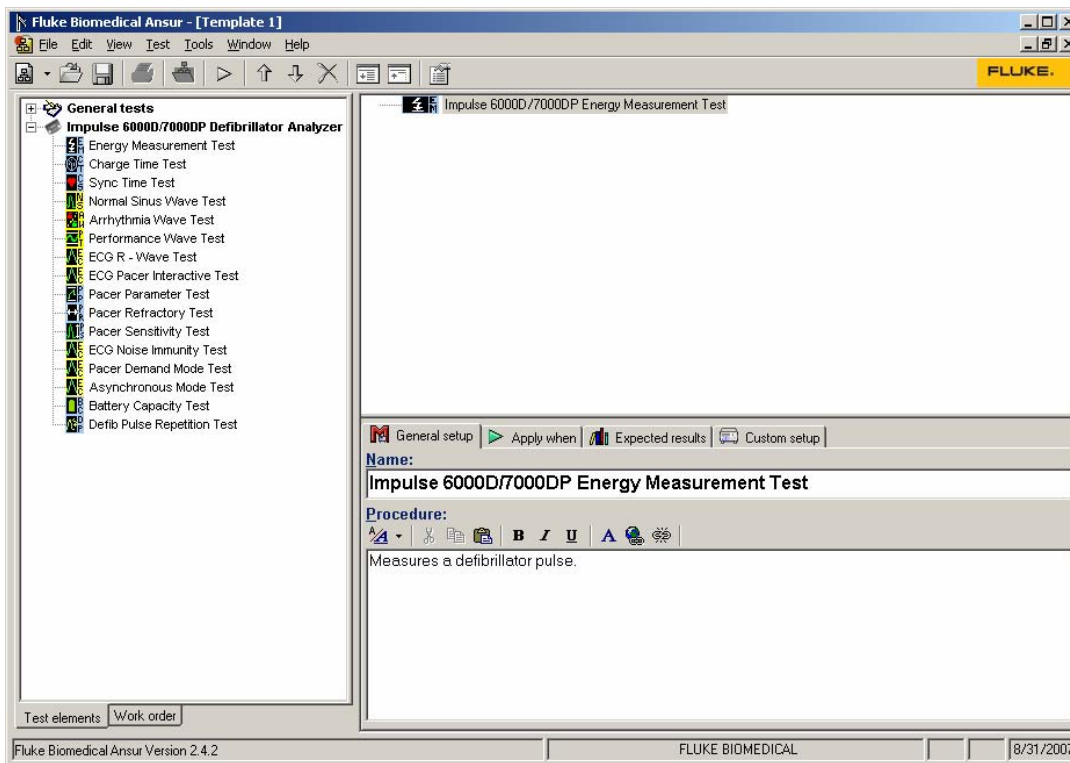 Fluke Biomedical Ansur - [Template 1]
File Edit View Test Tools Window Help
FLUKE.
General tests
Impulse 6000D/7000DP Defibrillator Analyzer
Energy Measurement Test
Charge Time Test
Sync Time Test
Normal Sinus Wave Test
Arrhythmia Wave Test
Performance Wave Test
ECG R - Wave Test
ECG Pacer Interactive Test
Pacer Parameter Test
Pacer Refractory Test
Pacer Sensitivity Test
ECG Noise Immunity Test
Pacer Demand Mode Test
Asynchronous Mode Test
Battery Capacity Test
Defib Pulse Repetition Test
Test elements Work order
Impulse 6000D/7000DP Energy Measurement Test
General setup Apply when Expected results Custom setup
Name:
Impulse 6000D/7000DP Energy Measurement Test
Procedure:
B I U A
Measures a defibrillator pulse.
Fluke Biomedical Ansur Version 2.4.2 FLUKE BIOMEDICAL 8/31/2007